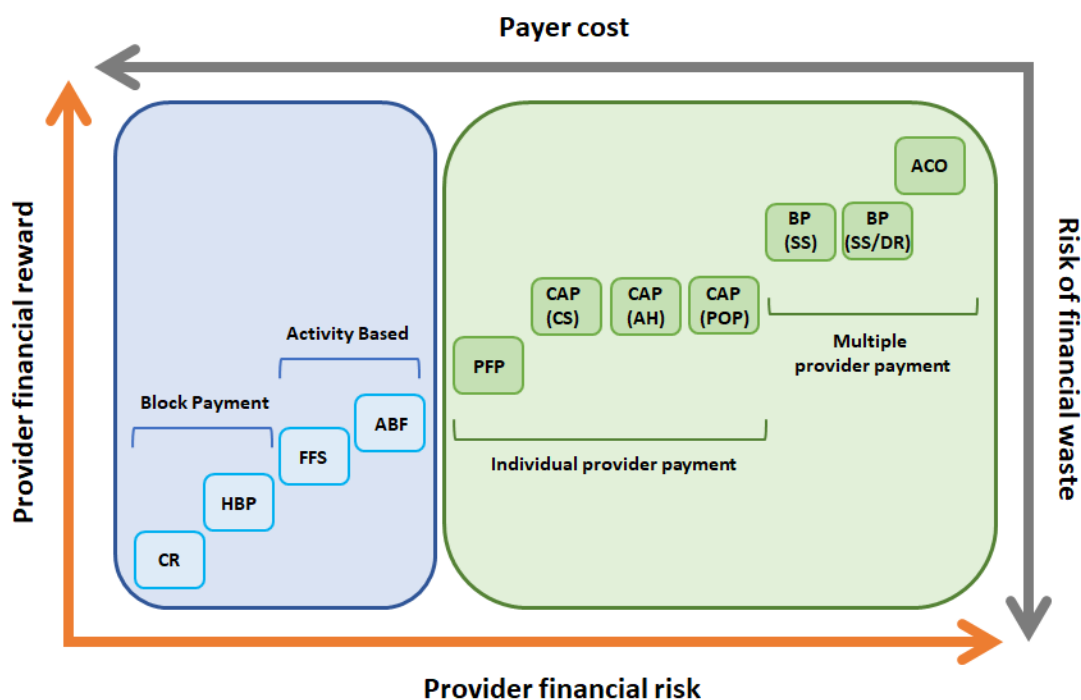 Payer cost
Provider financial reward
Risk of financial waste
ACO
BP
(SS)
BP
(SS/DR)
CAP
(CS)
CAP
(AH)
CAP
(POP)
Activity Based
Multiple
provider payment
PFP
Block Payment
ABF
FFS
Individual provider payment
HBP
CR
Provider financial risk